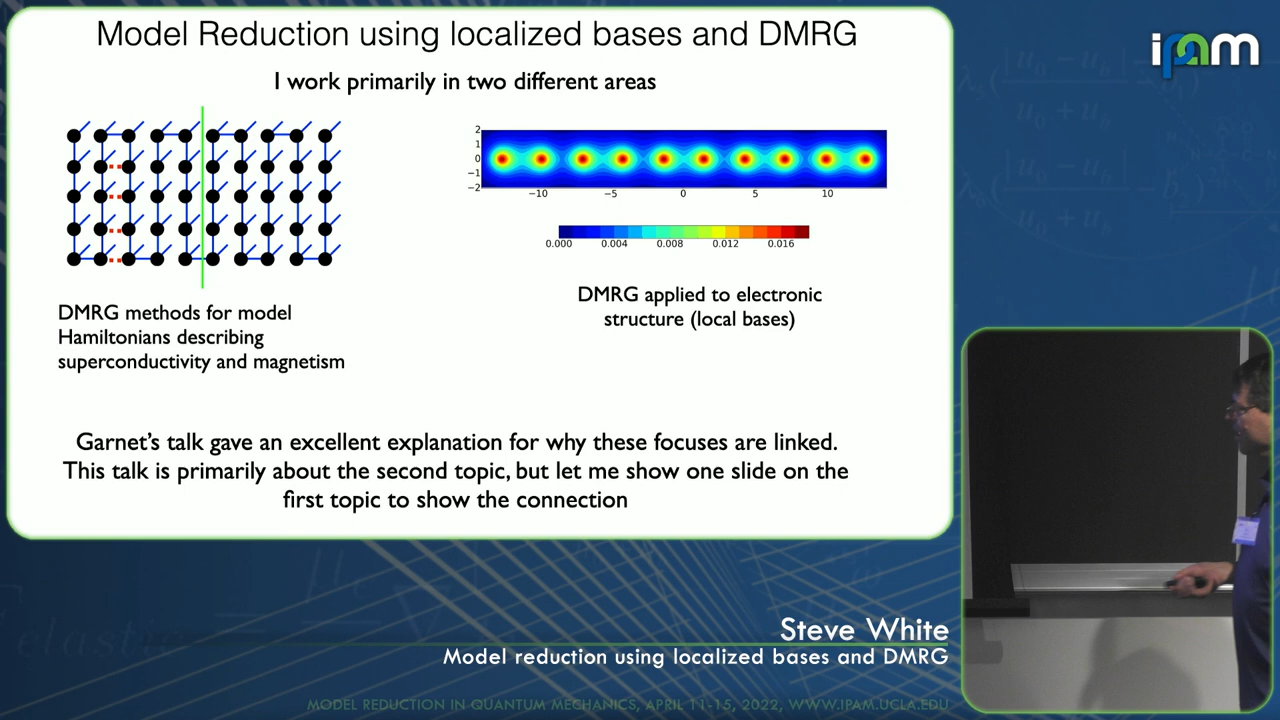 Model Reduction using localized bases and DMRG
I work primarily in two different areas
2
1
0
−1
−2
−10 −5 0 5 10
0.000 0.004 0.008 0.012 0.016
DMRG methods for model
Hamiltonians describing
superconductivity and magnetism
DMRG applied to electronic
structure (local bases)
Garnet's talk gave an excellent explanation for why these focuses are linked.
This talk is primarily about the second topic, but let me show one slide on the
first topic to show the connection
ipam
Steve White
Model reduction using localized bases and DMRG
MODEL REDUCTION IN QUANTUM MECHANICS, APRIL 11-15, 2022, WWW.IPAM.UCLA.EDU